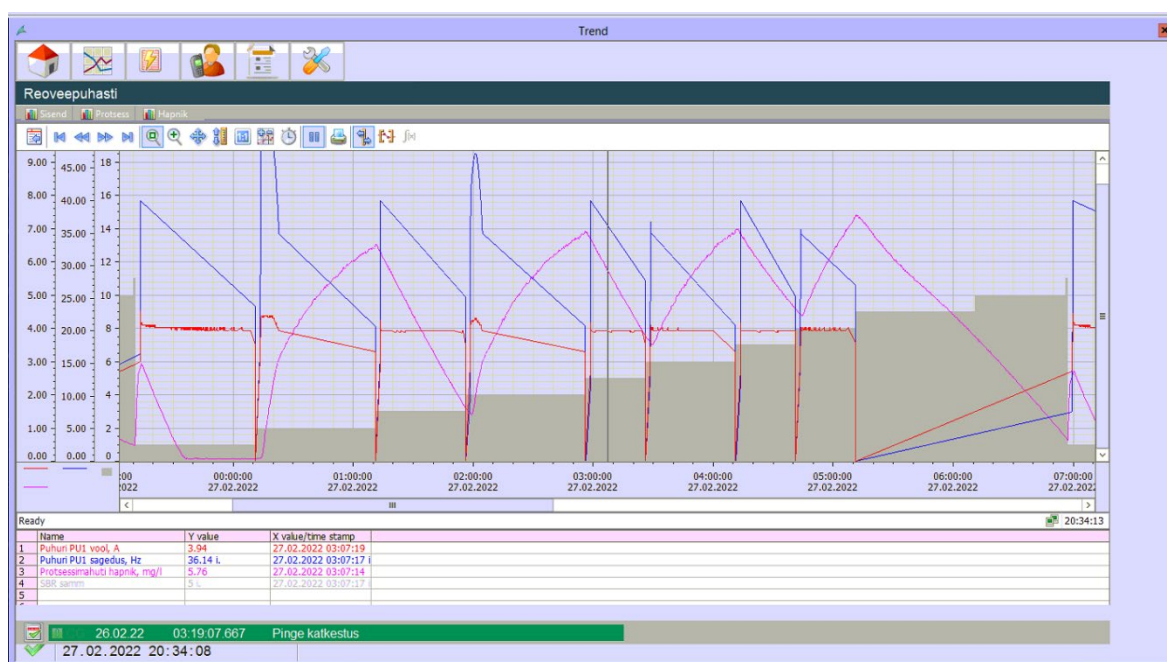 Trend
Reoveepuhasti
Sisend Protsess Hapnik
9.00 45.00 18
8.00 40.00 16
7.00 35.00 14
12
6.00 30.00
5.00 25.00 10
4.00 20.00 8
3.00 15.00 6
2.00 10.00 4
1.00 5.00 2
0.00 0.00 0
:00 00:00:00 01:00:00 02:00:00 03:00:00 04:00:00 05:00:00 06:00:00 07:00:00
2022 27.02.2022 27.02.2022 27.02.2022 27.02.2022 27.02.2022 27.02.2022 27.02.2022 27.02.202
Ready 20:34:13
Name Y value X value/time stamp
1 Puhuri PU1 vool, A 3.94 27.02.2022 03:07:19
2 Puhuri PU1 sagedus, Hz 36.14 i. 27.02.2022 03:07:17 i
3 Protsessimahuti hapnik, mg/l 5.76 27.02.2022 03:07:14
4 SBR samm 5 i. 27.02.2022 03:07:17 i
5
26.02.22 03:19:07.667 Pinge katkestus
27.02.2022 20:34:08